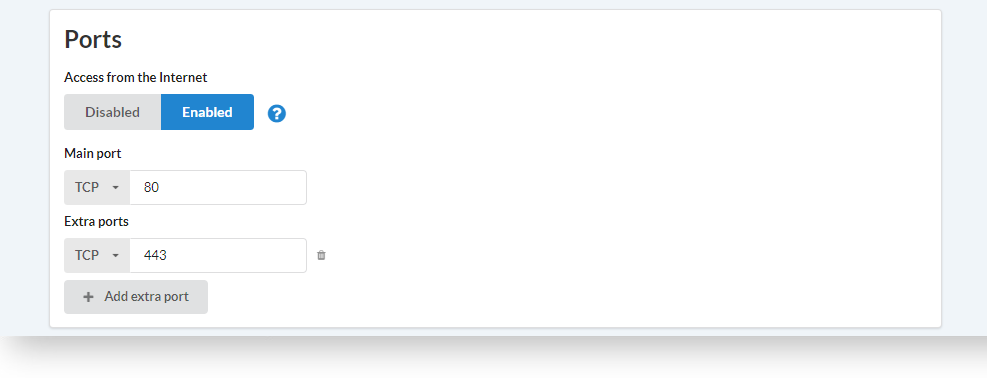 Ports
Access from the Internet
Disabled Enabled ?
Main port
TCP 80
Extra ports
TCP 443
+ Add extra port